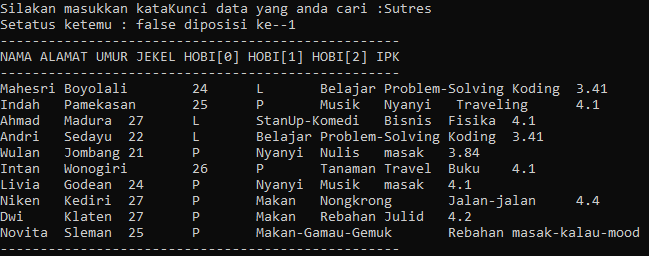 Silakan masukkan kataKunci data yang anda cari :Sutres
Setatus ketemu : false diposisi ke--1
--------------------------------------------------
NAMA ALAMAT UMUR JEKEL HOBI[0] HOBI[1] HOBI[2] IPK
--------------------------------------------------
Mahesri Boyolali 24 L Belajar Problem-Solving Koding 3.41
Indah Pamekasan 25 P Musik Nyanyi Traveling 4.1
Ahmad Madura 27 L StanUp-Komedi Bisnis Fisika 4.1
Andri Sedayu 22 L Belajar Problem-Solving Koding 3.41
Wulan Jombang 21 P Nyanyi Nulis masak 3.84
Intan Wonogiri 26 P Tanaman Travel Buku 4.1
Livia Godean 24 P Nyanyi Musik masak 4.1
Niken Kediri 27 P Makan Nongkrong Jalan-jalan 4.4
Dwi Klaten 27 P Makan Rebahan Julid 4.2
Novita Sleman 25 P Makan-Gamau-Gemuk Rebahan masak-kalau-mood
--------------------------------------------------